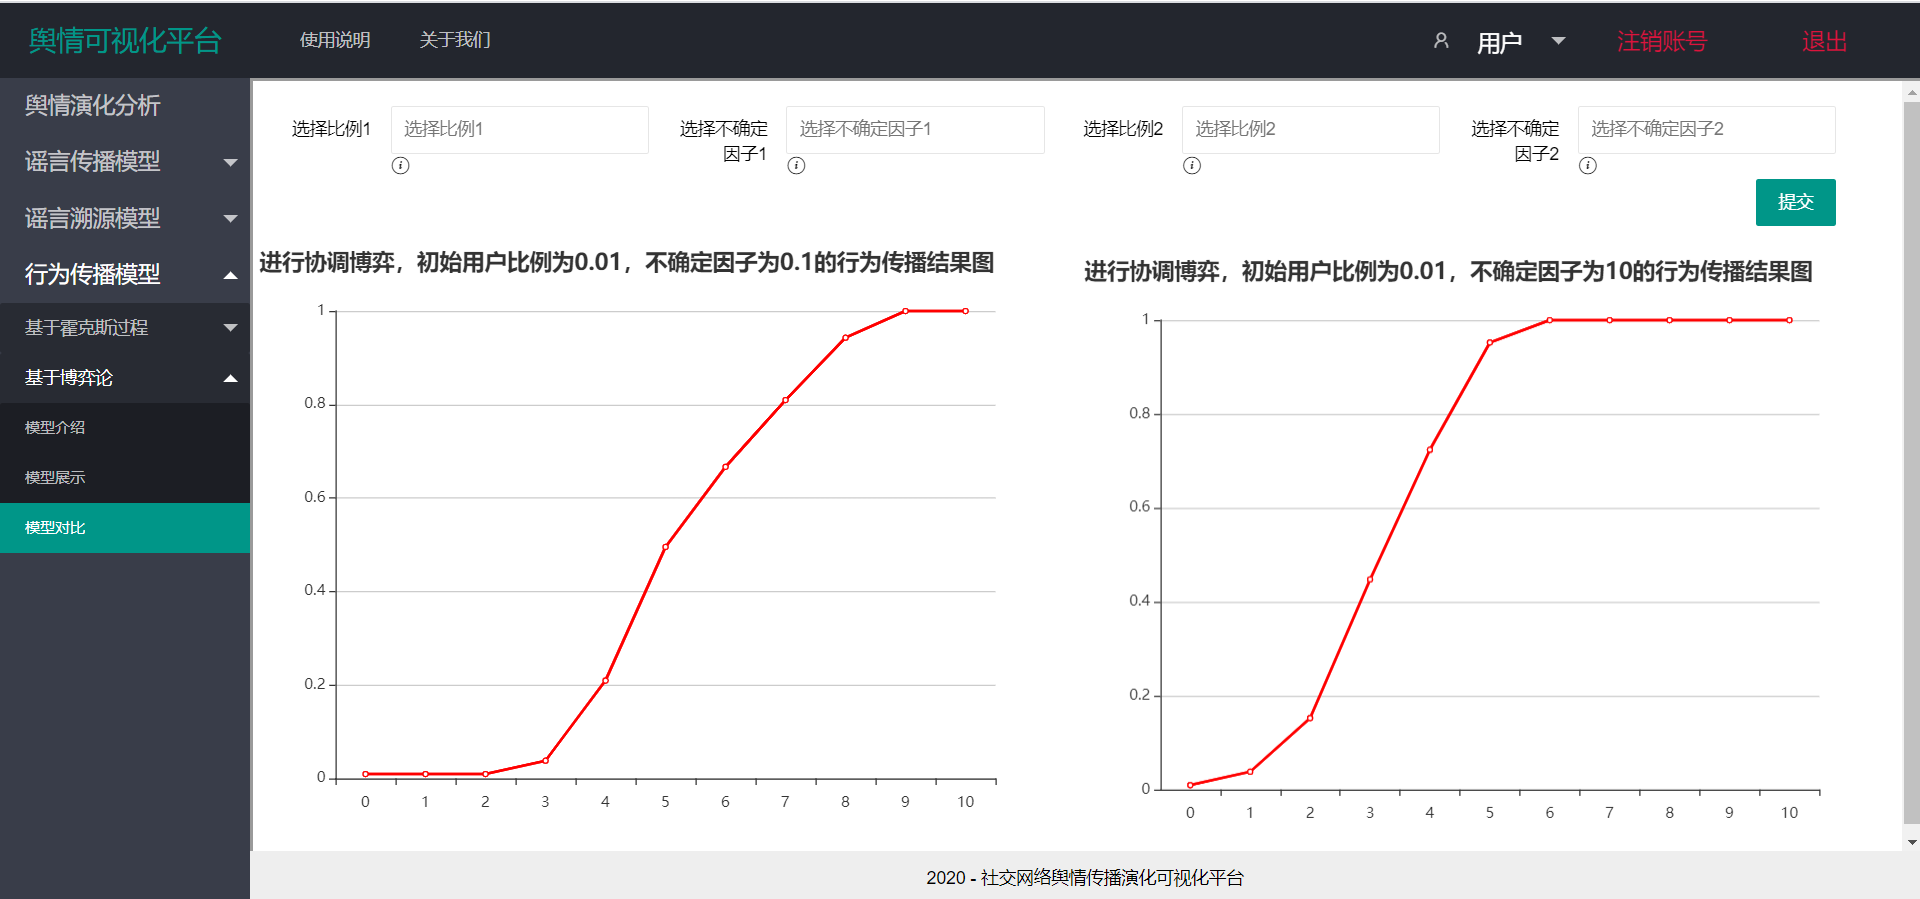 舆情可视化平台
使用说明
关于我们
用户
注销账号
退出
舆情演化分析
谣言传播模型
谣言溯源模型
行为传播模型
基于霍克斯过程
基于博弈论
模型介绍
模型展示
模型对比
选择比例1
选择比例1
选择不确定
因子1
选择不确定因子1
选择比例2
选择比例2
选择不确定
因子2
选择不确定因子2
提交
进行协调博弈，初始用户比例为0.01，不确定因子为0.1的行为传播结果图
1
0.8
0.6
0.4
0.2
0
0 1 2 3 4 5 6 7 8 9 10
进行协调博弈，初始用户比例为0.01，不确定因子为10的行为传播结果图
1
0.8
0.6
0.4
0.2
0
0 1 2 3 4 5 6 7 8 9 10
2020 - 社交网络舆情传播演化可视化平台